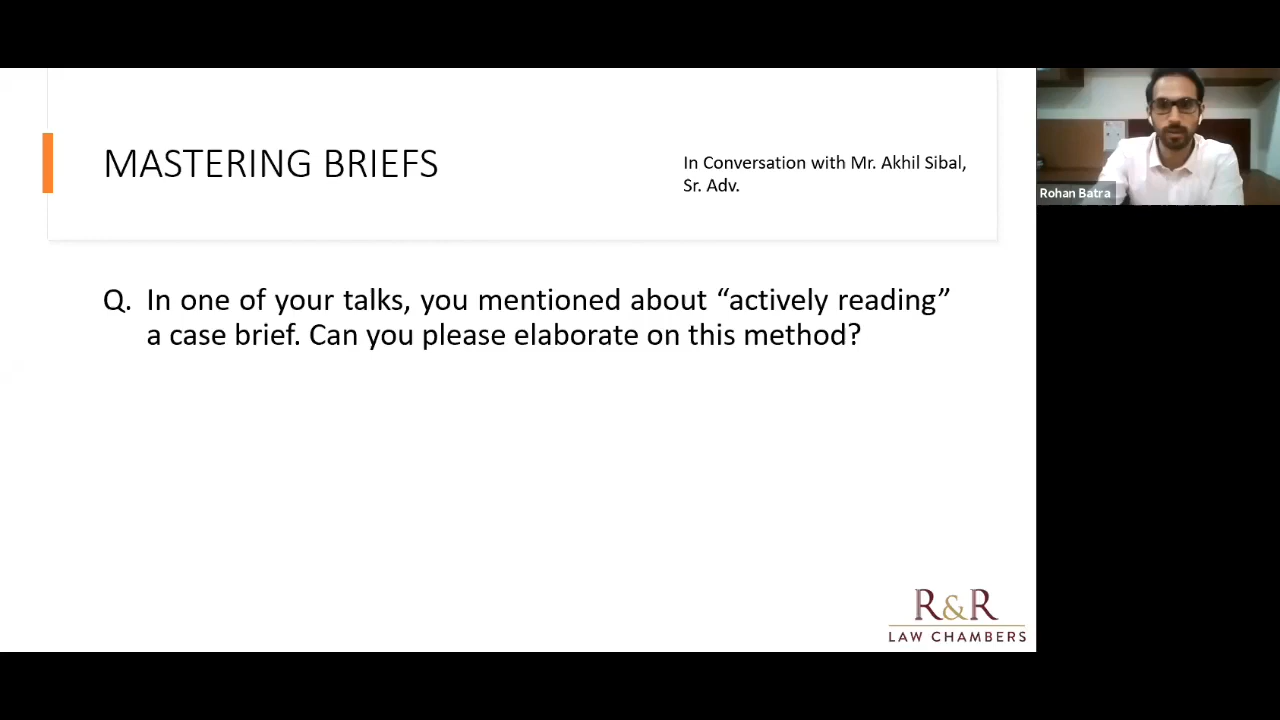 MASTERING BRIEFS
In Conversation with Mr. Akhil Sibal,
Sr. Adv.
Rohan Batra
Q. In one of your talks, you mentioned about “actively reading”
a case brief. Can you please elaborate on this method?
R&R
LAW CHAMBERS